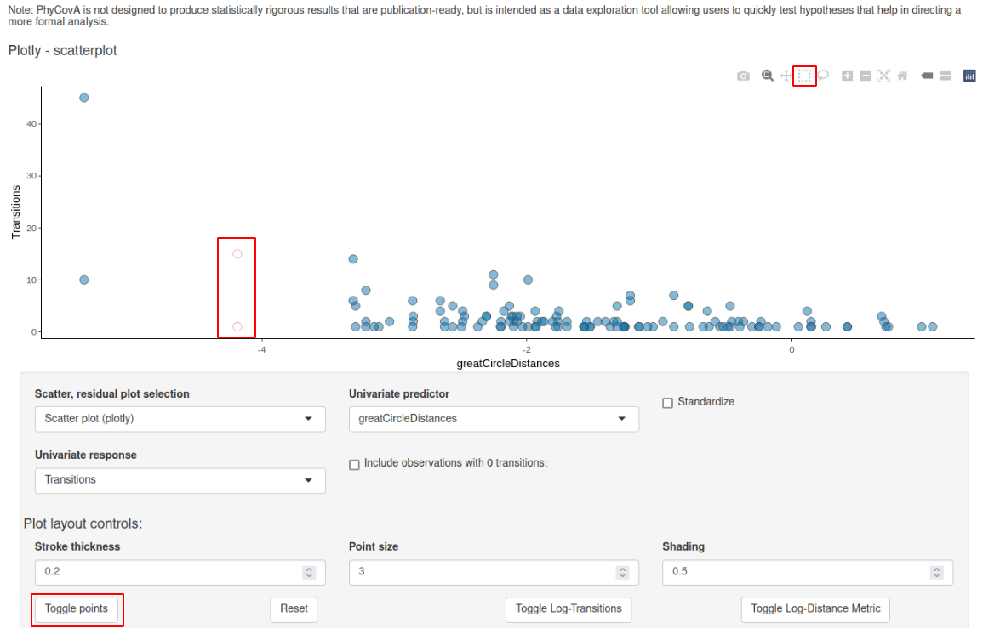 Note: PhyCovA is not designed to produce statistically rigorous results that are publication-ready, but is intended as a data exploration tool allowing users to quickly test hypotheses that help in directing a
more formal analysis.
Plotly - scatterplot
40
30
20
10
0
Transitions
-4
-2
0
greatCircleDistances
Scatter, residual plot selection
Univariate predictor
Scatter plot (plotly)
greatCircleDistances
Standardize
Univariate response
Transitions
Include observations with 0 transitions:
Plot layout controls:
Stroke thickness
Point size
Shading
0.2
3
0.5
Toggle points
Reset
Toggle Log-Transitions
Toggle Log-Distance Metric